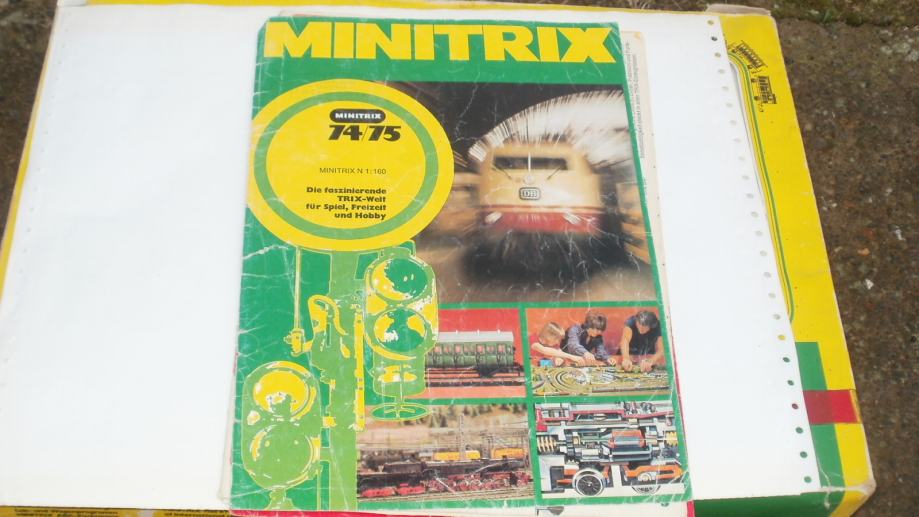 MINITRIX
MINITRIX
74/75
MINITRIX N 1:160
Die faszinierende
TRIX-Welt
für Spiel, Freizeit
und Hobby
DB